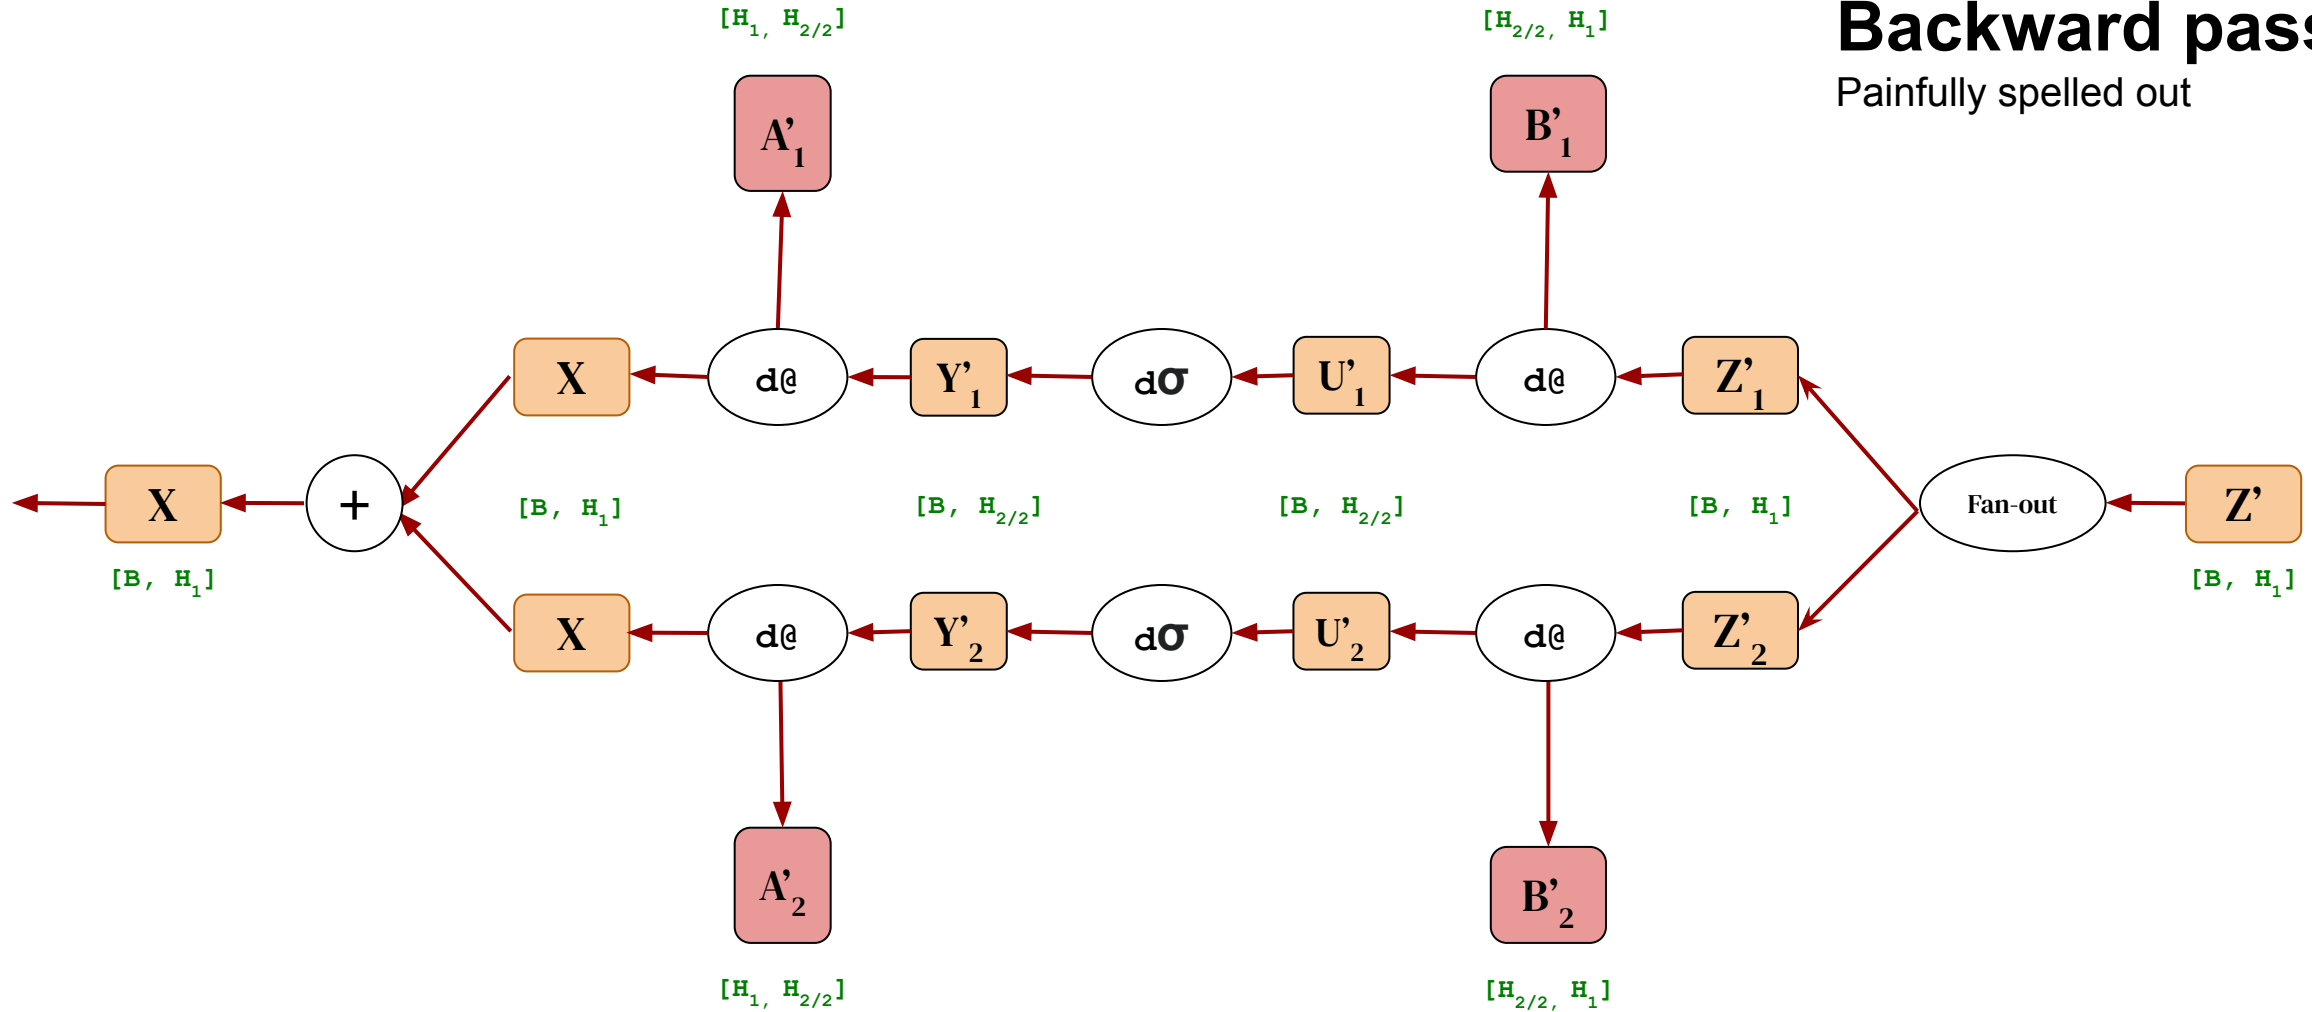 [H1, H2/2]
[H2/2, H1]
Backward pass
Painfully spelled out
A’1
B’1
X
d@
Y’1
dσ
U’1
d@
Z’1
X
+
[B, H1]
[B, H2/2]
[B, H2/2]
[B, H1]
Fan-out
Z’
[B, H1]
[B, H1]
X
d@
Y’2
dσ
U’2
d@
Z’2
A’2
B’2
[H1, H2/2]
[H2/2, H1]